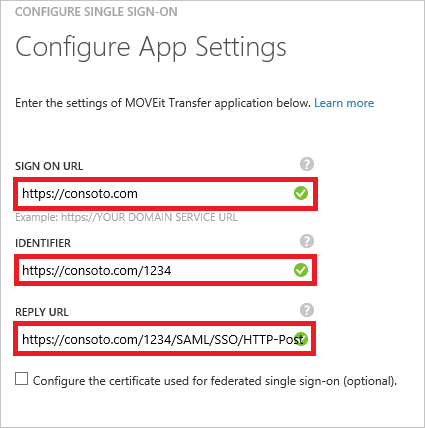 CONFIGURE SINGLE SIGN-ON
Configure App Settings
Enter the settings of MOVEit Transfer application below. Learn more
SIGN ON URL ?
https://consoto.com
Example: https://YOUR DOMAIN SERVICE URL
IDENTIFIER ?
https://consoto.com/1234
REPLY URL ?
https://consoto.com/1234/SAML/SSO/HTTP-Post
Configure the certificate used for federated single sign-on (optional).